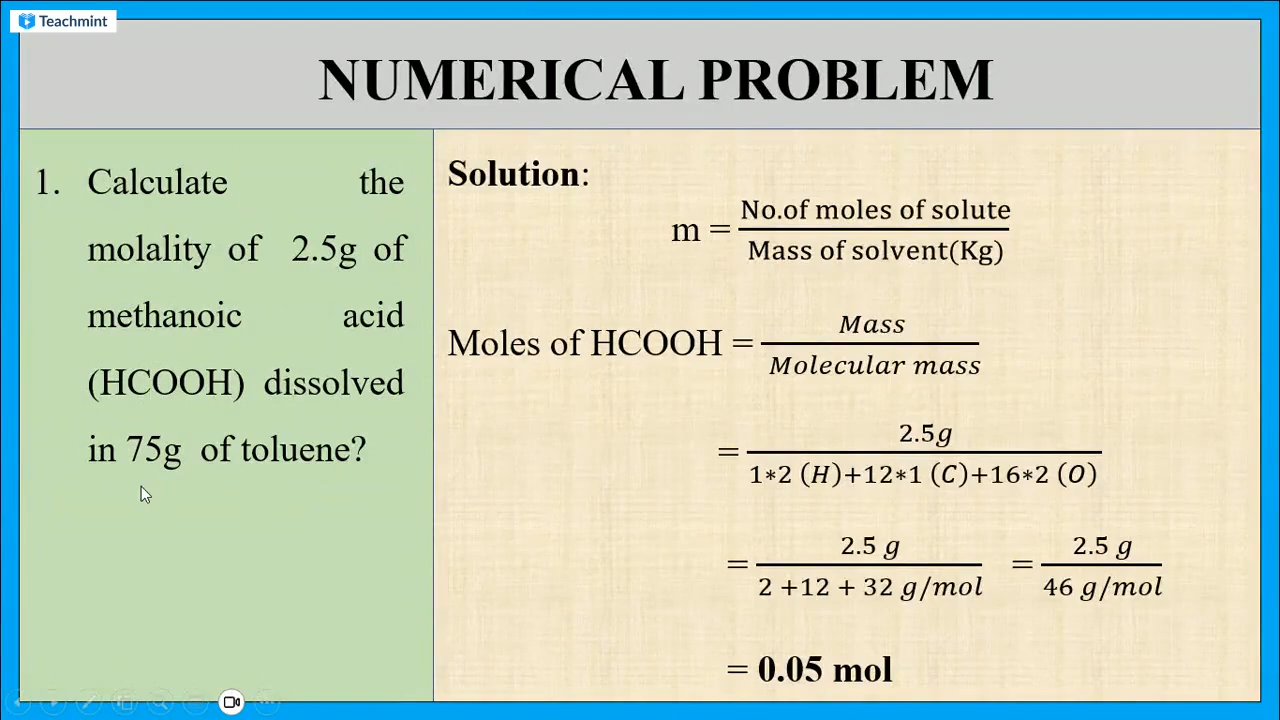 Teachmint
NUMERICAL PROBLEM
1. Calculate the
molality of 2.5g of
methanoic acid
(HCOOH) dissolved
in 75g of toluene?
Solution:
m = No.of moles of solute
Mass of solvent(Kg)
Moles of HCOOH = Mass
Molecular mass
= 2.5g
1*2 (H)+12*1 (C)+16*2 (O)
= 2.5 g = 2.5 g
2 +12 + 32 g/mol 46 g/mol
= 0.05 mol